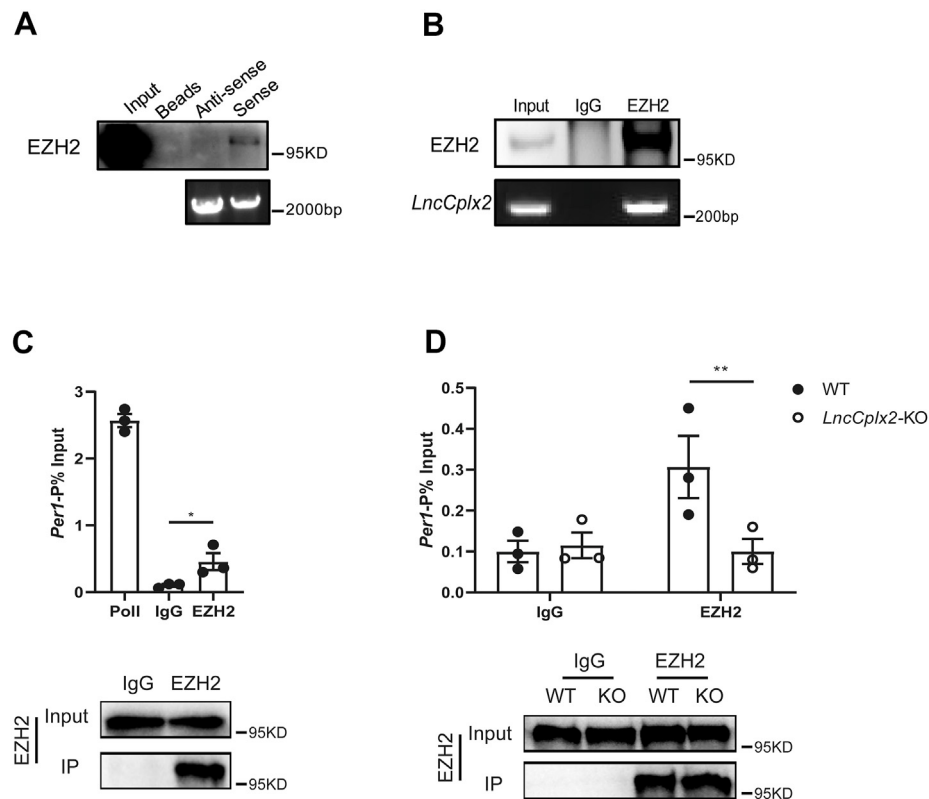 A
Input Beads Anti-sense Sense
EZH2
95KD
2000bp
B
Input IgG EZH2
EZH2
95KD
LncCplx2
200bp
C
Per1-P% Input
3
2
1
0
*
PolI IgG EZH2
IgG EZH2
EZH2
Input
95KD
IP
95KD
D
Per1-P% Input
0.5
0.4
0.3
0.2
0.1
0.0
**
WT
LncCplx2-KO
IgG EZH2
IgG EZH2
WT KO WT KO
EZH2
Input
95KD
IP
95KD